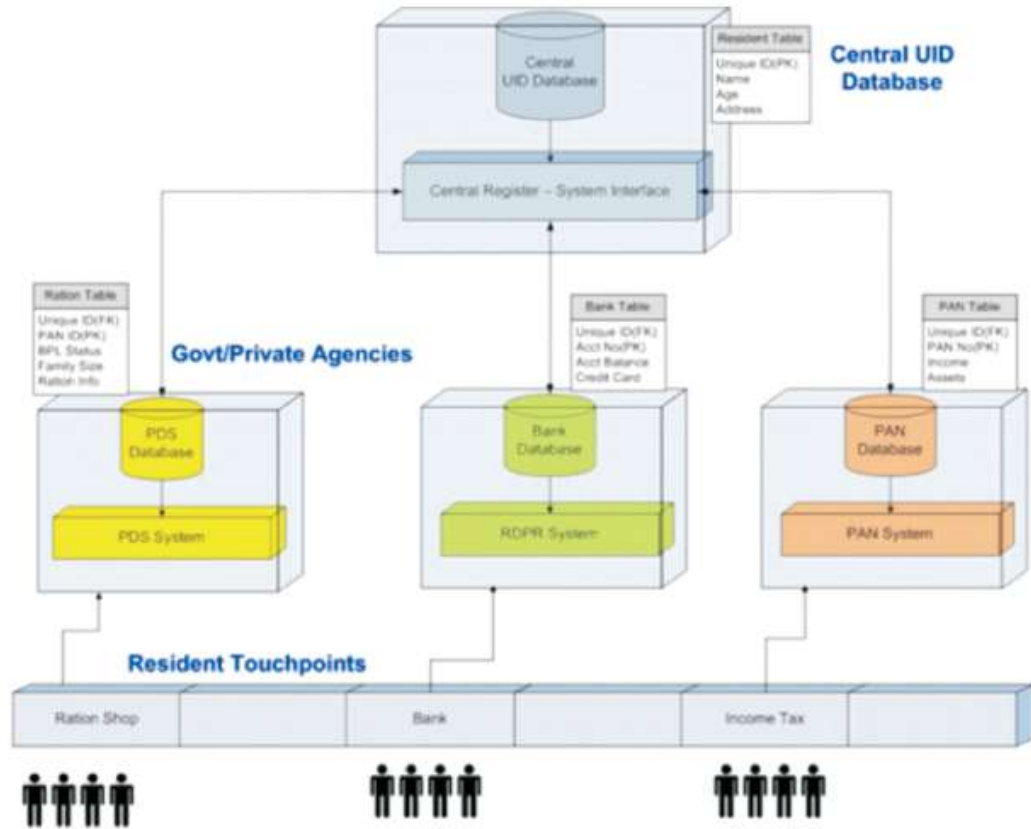 Central
UID Database
Resident Table
Unique ID(PK)
Name
Age
Address
Central UID
Database
Central Register – System Interface
Ration Table
Unique ID(FK)
PAN ID(PK)
BPL Status
Family Size
Ration Info
Govt/Private Agencies
Bank Table
Unique ID(FK)
Acct No(PK)
Acct Balance
Credit Card
PAN Table
Unique ID(FK)
PAN No(PK)
Income
Assets
PDS
Database
Bank
Database
PAN
Database
PDS System
RDPR System
PAN System
Resident Touchpoints
Ration Shop
Bank
Income Tax